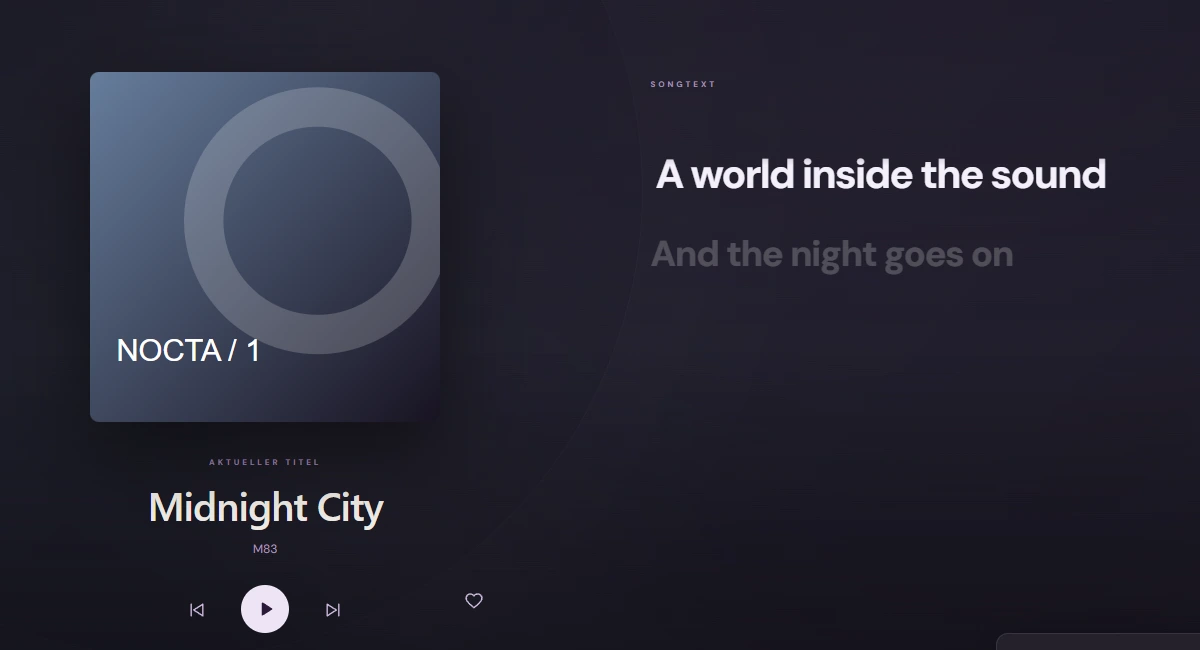 NOCTA / 1
AKTUELLER TITEL
Midnight City
M83
SONGTEXT
A world inside the sound
And the night goes on